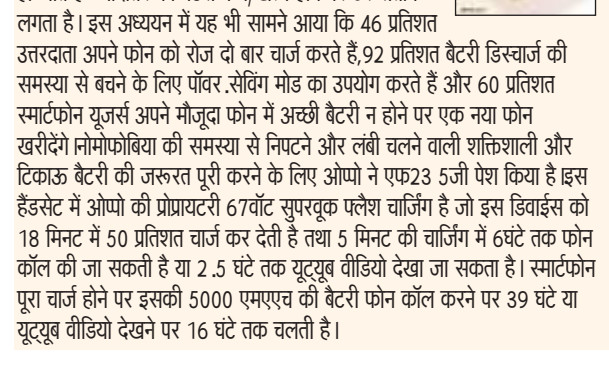 लगता है। इस अध्ययन में यह भी सामने आया कि 46 प्रतिशत
उत्तरदाता अपने फोन को रोज दो बार चार्ज करते हैं,92 प्रतिशत बैटरी डिस्चार्ज की
समस्या से बचने के लिए पॉवर.सेविंग मोड का उपयोग करते हैं और 60 प्रतिशत
स्मार्टफोन यूजर्स अपने मौजूदा फोन में अच्छी बैटरी न होने पर एक नया फोन
खरीदेंगे।नोमोफोबिया की समस्या से निपटने और लंबी चलने वाली शक्तिशाली और
टिकाऊ बैटरी की जरूरत पूरी करने के लिए ओप्पो ने एफ23 5जी पेश किया है।इस
हैंडसेट में ओप्पो की प्रोप्रायटरी 67वॉट सुपरवूक फ्लैश चार्जिंग है जो इस डिवाईस को
18 मिनट में 50 प्रतिशत चार्ज कर देती है तथा 5 मिनट की चार्जिंग में 6घंटे तक फोन
कॉल की जा सकती है या 2.5 घंटे तक यूट्यूब वीडियो देखा जा सकता है। स्मार्टफोन
पूरा चार्ज होने पर इसकी 5000 एमएएच की बैटरी फोन कॉल करने पर 39 घंटे या
यूट्यूब वीडियो देखने पर 16 घंटे तक चलती है।